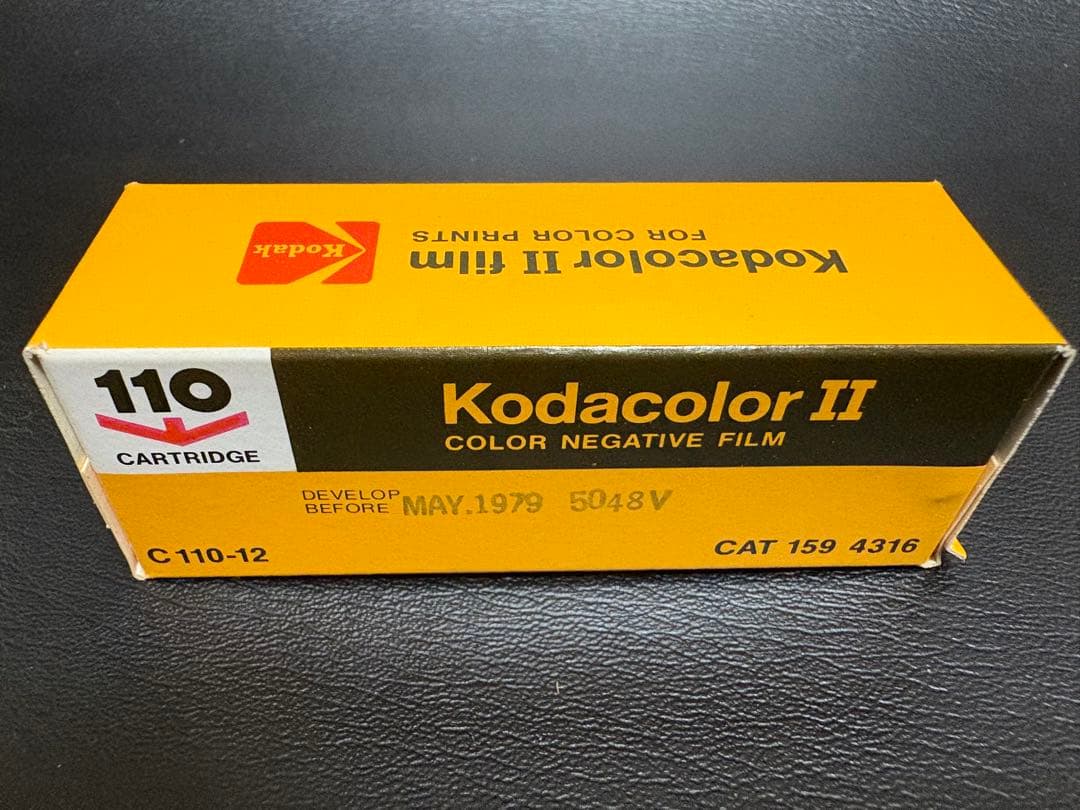 Kodacolor II film
FOR COLOR PRINTS
Kodak
110
CARTRIDGE
Kodacolor II
COLOR NEGATIVE FILM
DEVELOP
BEFORE MAY.1979 5048V
C 110-12
CAT 159 4316